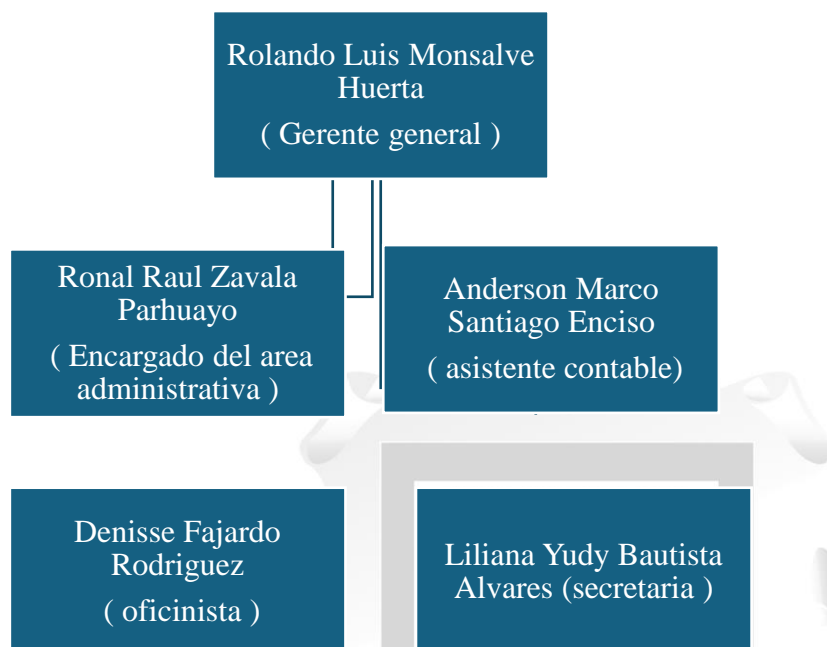 Rolando Luis Monsalve
Huerta
( Gerente general )
Ronal Raul Zavala
Parhuayo
( Encargado del area
administrativa )
Anderson Marco
Santiago Enciso
( asistente contable)
Denisse Fajardo
Rodriguez
( oficinista )
Liliana Yudy Bautista
Alvares (secretaria )